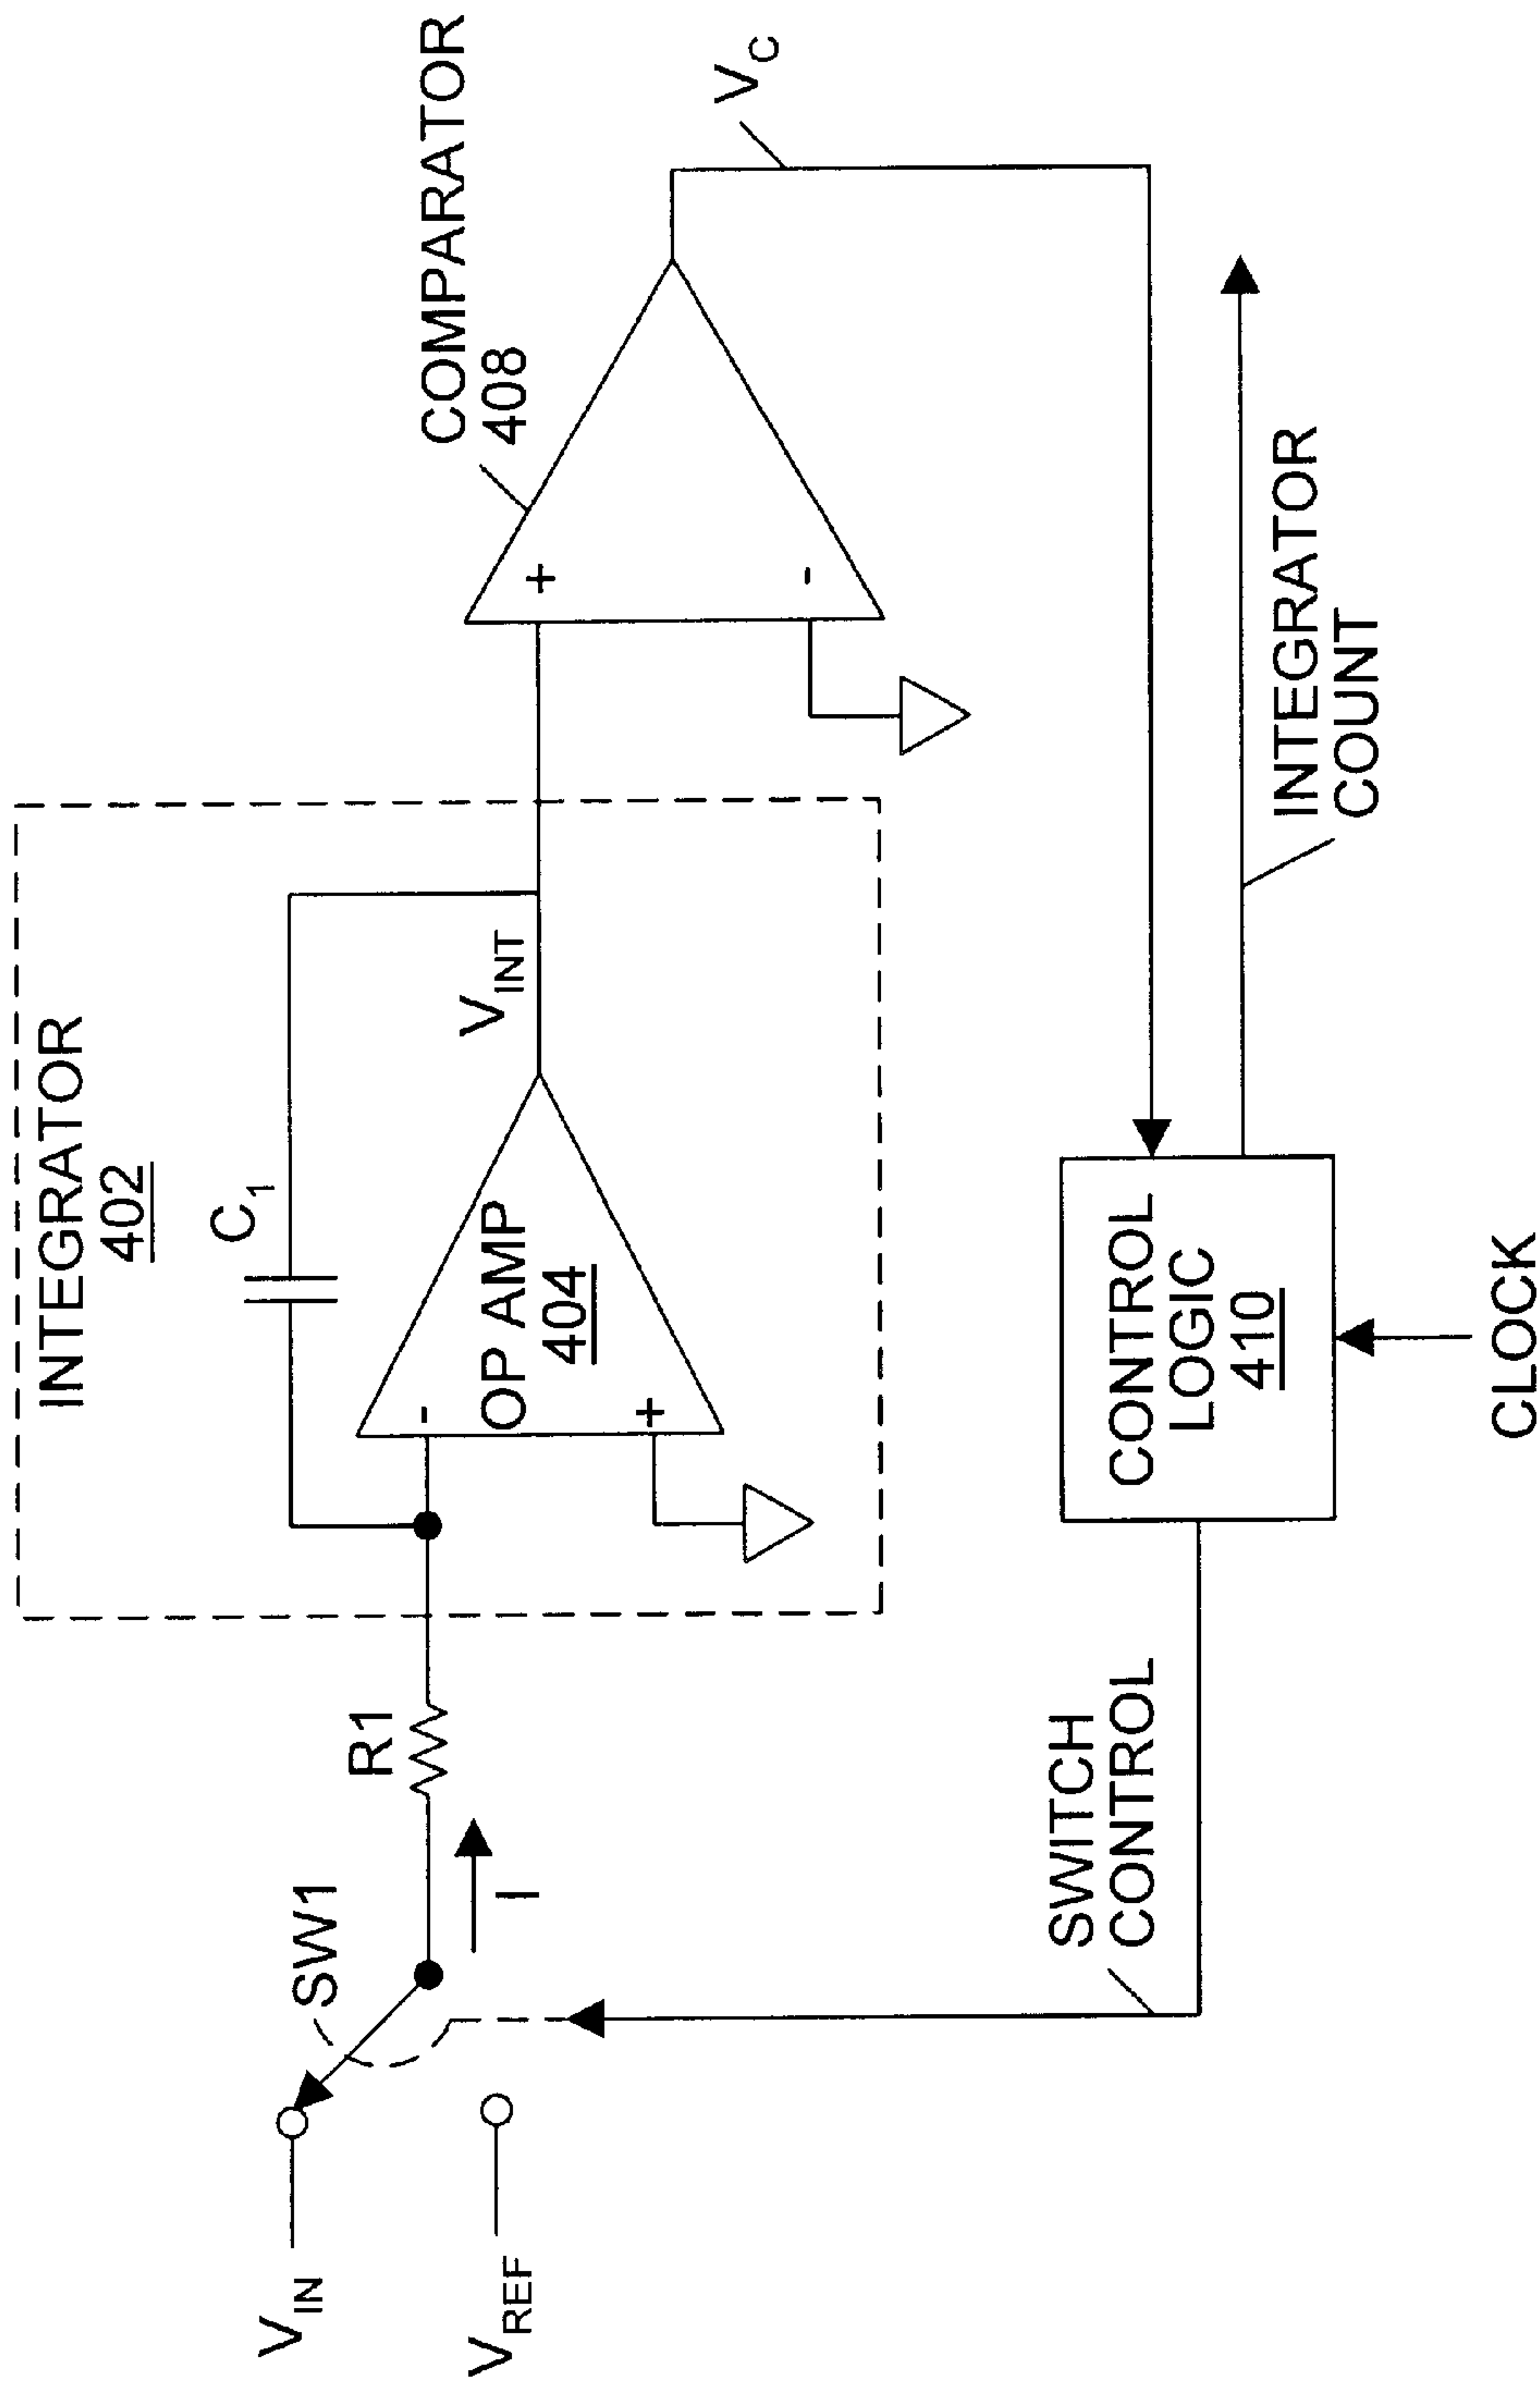 INTEGRATOR
402
C1
COMPARATOR
408
VIN
SW1
R1
-
OP AMP
404
+
VINT
+
-
VC
VREF
I
SWITCH
CONTROL
CONTROL
LOGIC
410
INTEGRATOR
COUNT
CLOCK